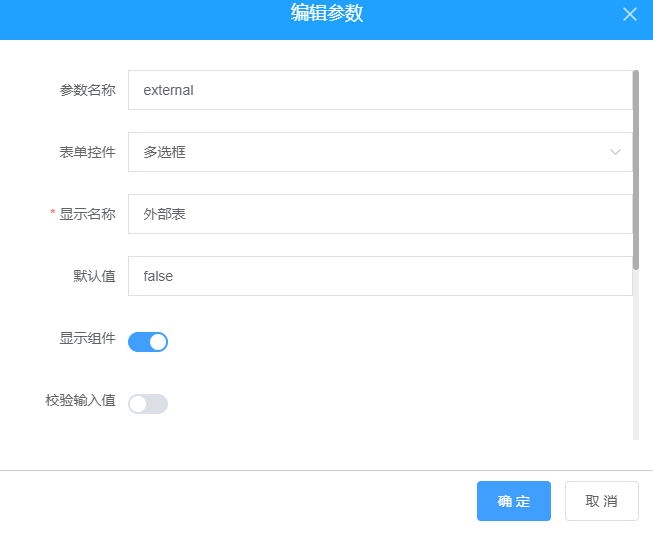 编辑参数
参数名称 external
表单控件 多选框
* 显示名称 外部表
默认值 false
显示组件
校验输入值
确 定 取 消